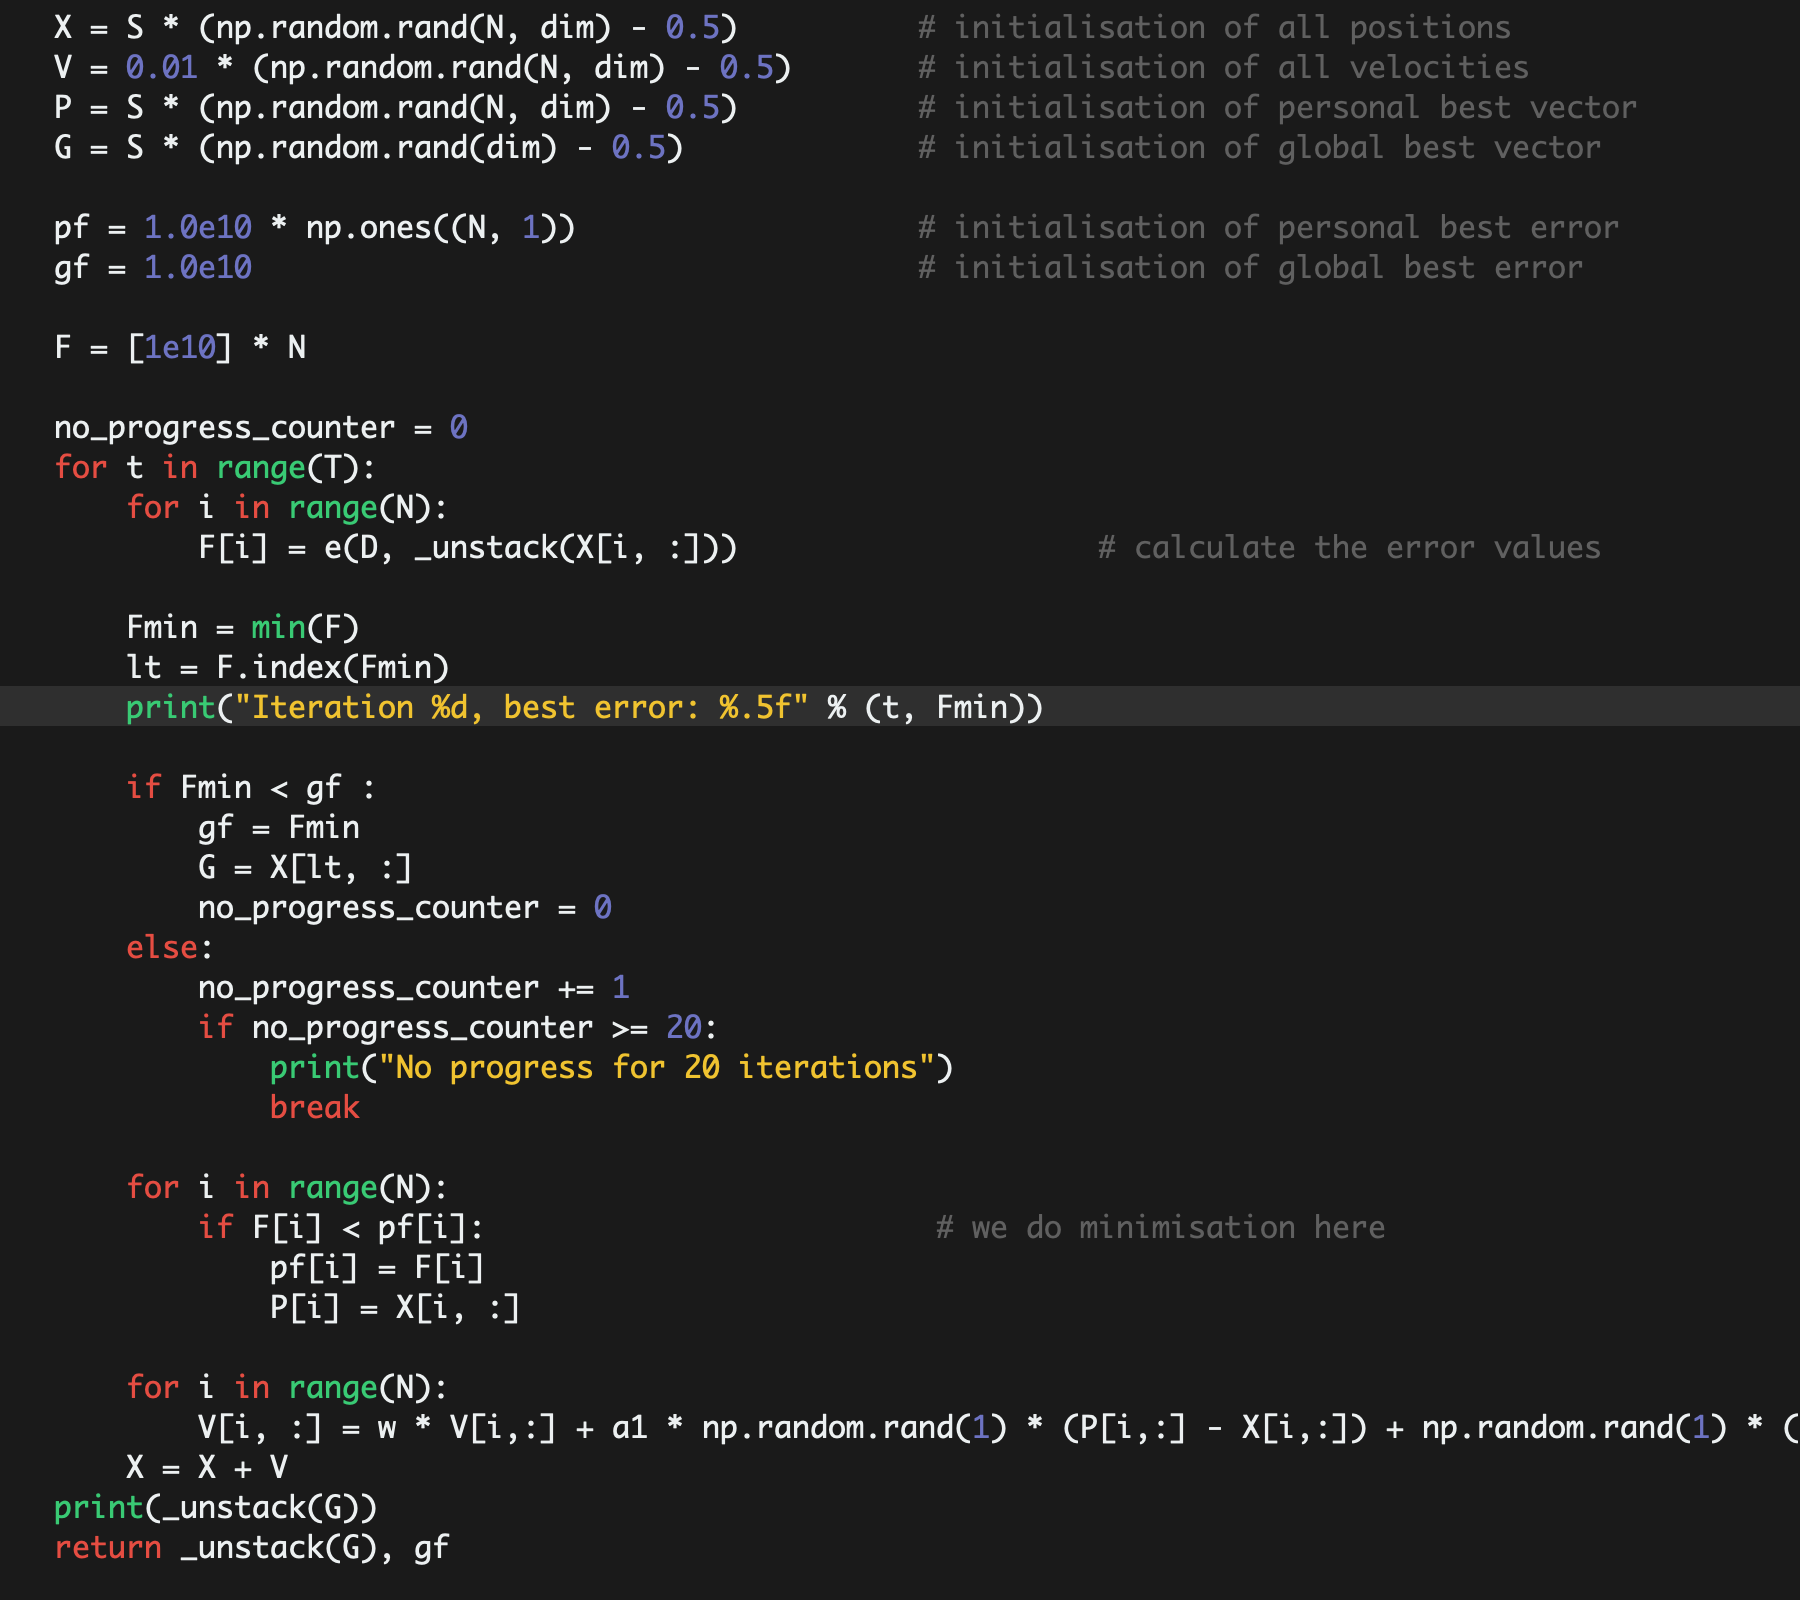 X = S * (np.random.rand(N, dim) - 0.5)          # initialisation of all positions
V = 0.01 * (np.random.rand(N, dim) - 0.5)       # initialisation of all velocities
P = S * (np.random.rand(N, dim) - 0.5)          # initialisation of personal best vector
G = S * (np.random.rand(dim) - 0.5)             # initialisation of global best vector

pf = 1.0e10 * np.ones((N, 1))                   # initialisation of personal best error
gf = 1.0e10                                     # initialisation of global best error

F = [1e10] * N

no_progress_counter = 0
for t in range(T):
    for i in range(N):
        F[i] = e(D, _unstack(X[i, :]))                    # calculate the error values

    Fmin = min(F)
    lt = F.index(Fmin)
    print("Iteration %d, best error: %.5f" % (t, Fmin))

    if Fmin < gf :
        gf = Fmin
        G = X[lt, :]
        no_progress_counter = 0
    else:
        no_progress_counter += 1
        if no_progress_counter >= 20:
            print("No progress for 20 iterations")
            break

    for i in range(N):
        if F[i] < pf[i]:                         # we do minimisation here
            pf[i] = F[i]
            P[i] = X[i, :]

    for i in range(N):
        V[i, :] = w * V[i,:] + a1 * np.random.rand(1) * (P[i,:] - X[i,:]) + np.random.rand(1) * (
    X = X + V
print(_unstack(G))
return _unstack(G), gf